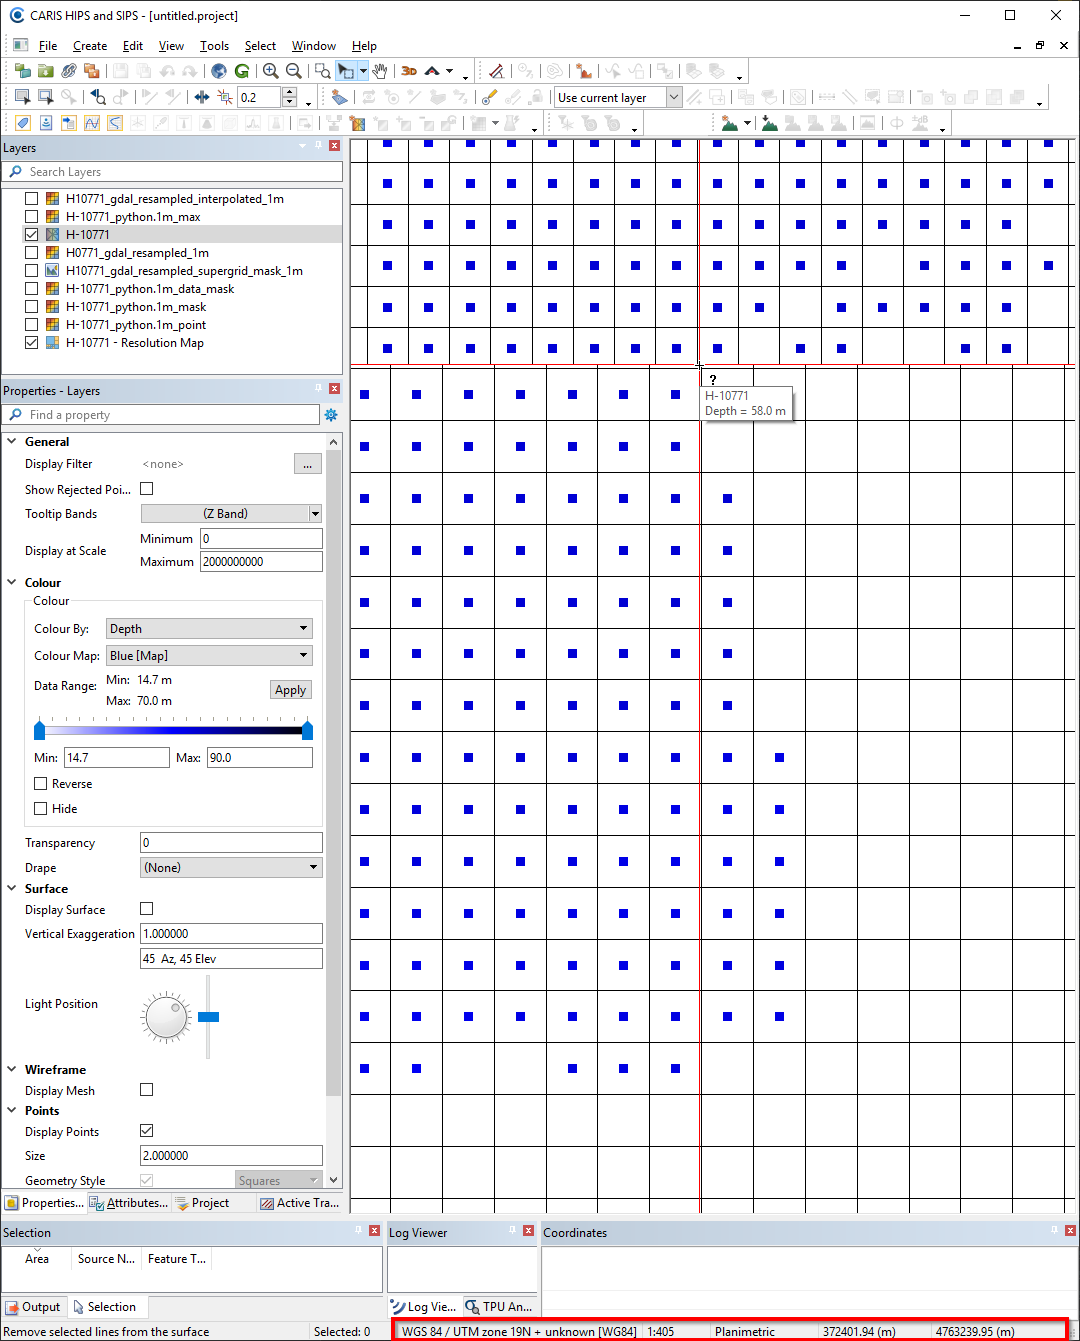 CARIS HIPS and SIPS - [untitled.project]
File Create Edit View Tools Select Window Help
3D
0.2
Use current layer
Layers
Search Layers
H10771_gdal_resampled_interpolated_1m
H-10771_python.1m_max
H-10771
H0771_gdal_resampled_1m
H10771_gdal_resampled_supergrid_mask_1m
H-10771_python.1m_data_mask
H-10771_python.1m_mask
H-10771_python.1m_point
H-10771 - Resolution Map
Properties - Layers
Find a property
General
Display Filter <none> ...
Show Rejected Poi...
Tooltip Bands (Z Band)
Display at Scale
Minimum 0
Maximum 2000000000
Colour
Colour
Colour By: Depth
Colour Map: Blue [Map]
Data Range:
Min: 14.7 m
Max: 70.0 m
Apply
Min: 14.7 Max: 90.0
Reverse
Hide
Transparency 0
Drape (None)
Surface
Display Surface
Vertical Exaggeration 1.000000
45 Az, 45 Elev
Light Position
Wireframe
Display Mesh
Points
Display Points
Size 2.000000
Geometry Style Squares
Properties... Attributes... Project Active Tra...
?
H-10771
Depth = 58.0 m
Selection
Area Source N... Feature T...
Output Selection
Log Viewer
Log Vie... TPU An...
Coordinates
Remove selected lines from the surface Selected: 0 WGS 84 / UTM zone 19N + unknown [WG84] 1:405 Planimetric 372401.94 (m) 4763239.95 (m)